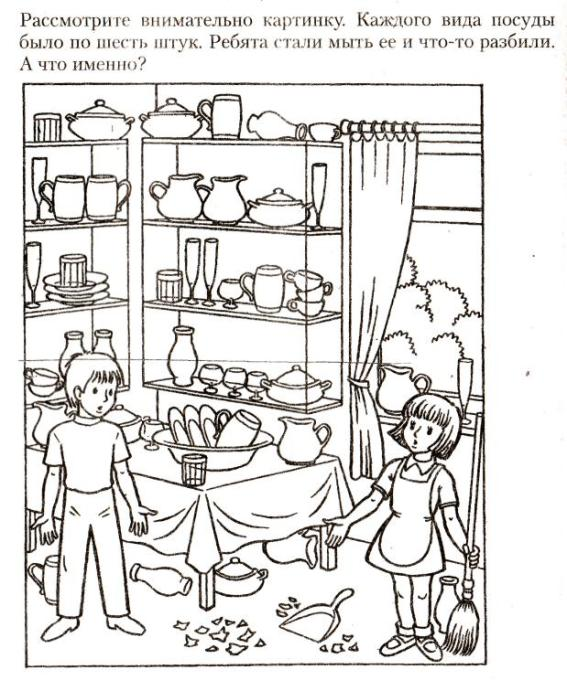 Рассмотрите внимательно картинку. Каждого вида посуды
было по шесть штук. Ребята стали мыть ее и что-то разбили.
А что именно?